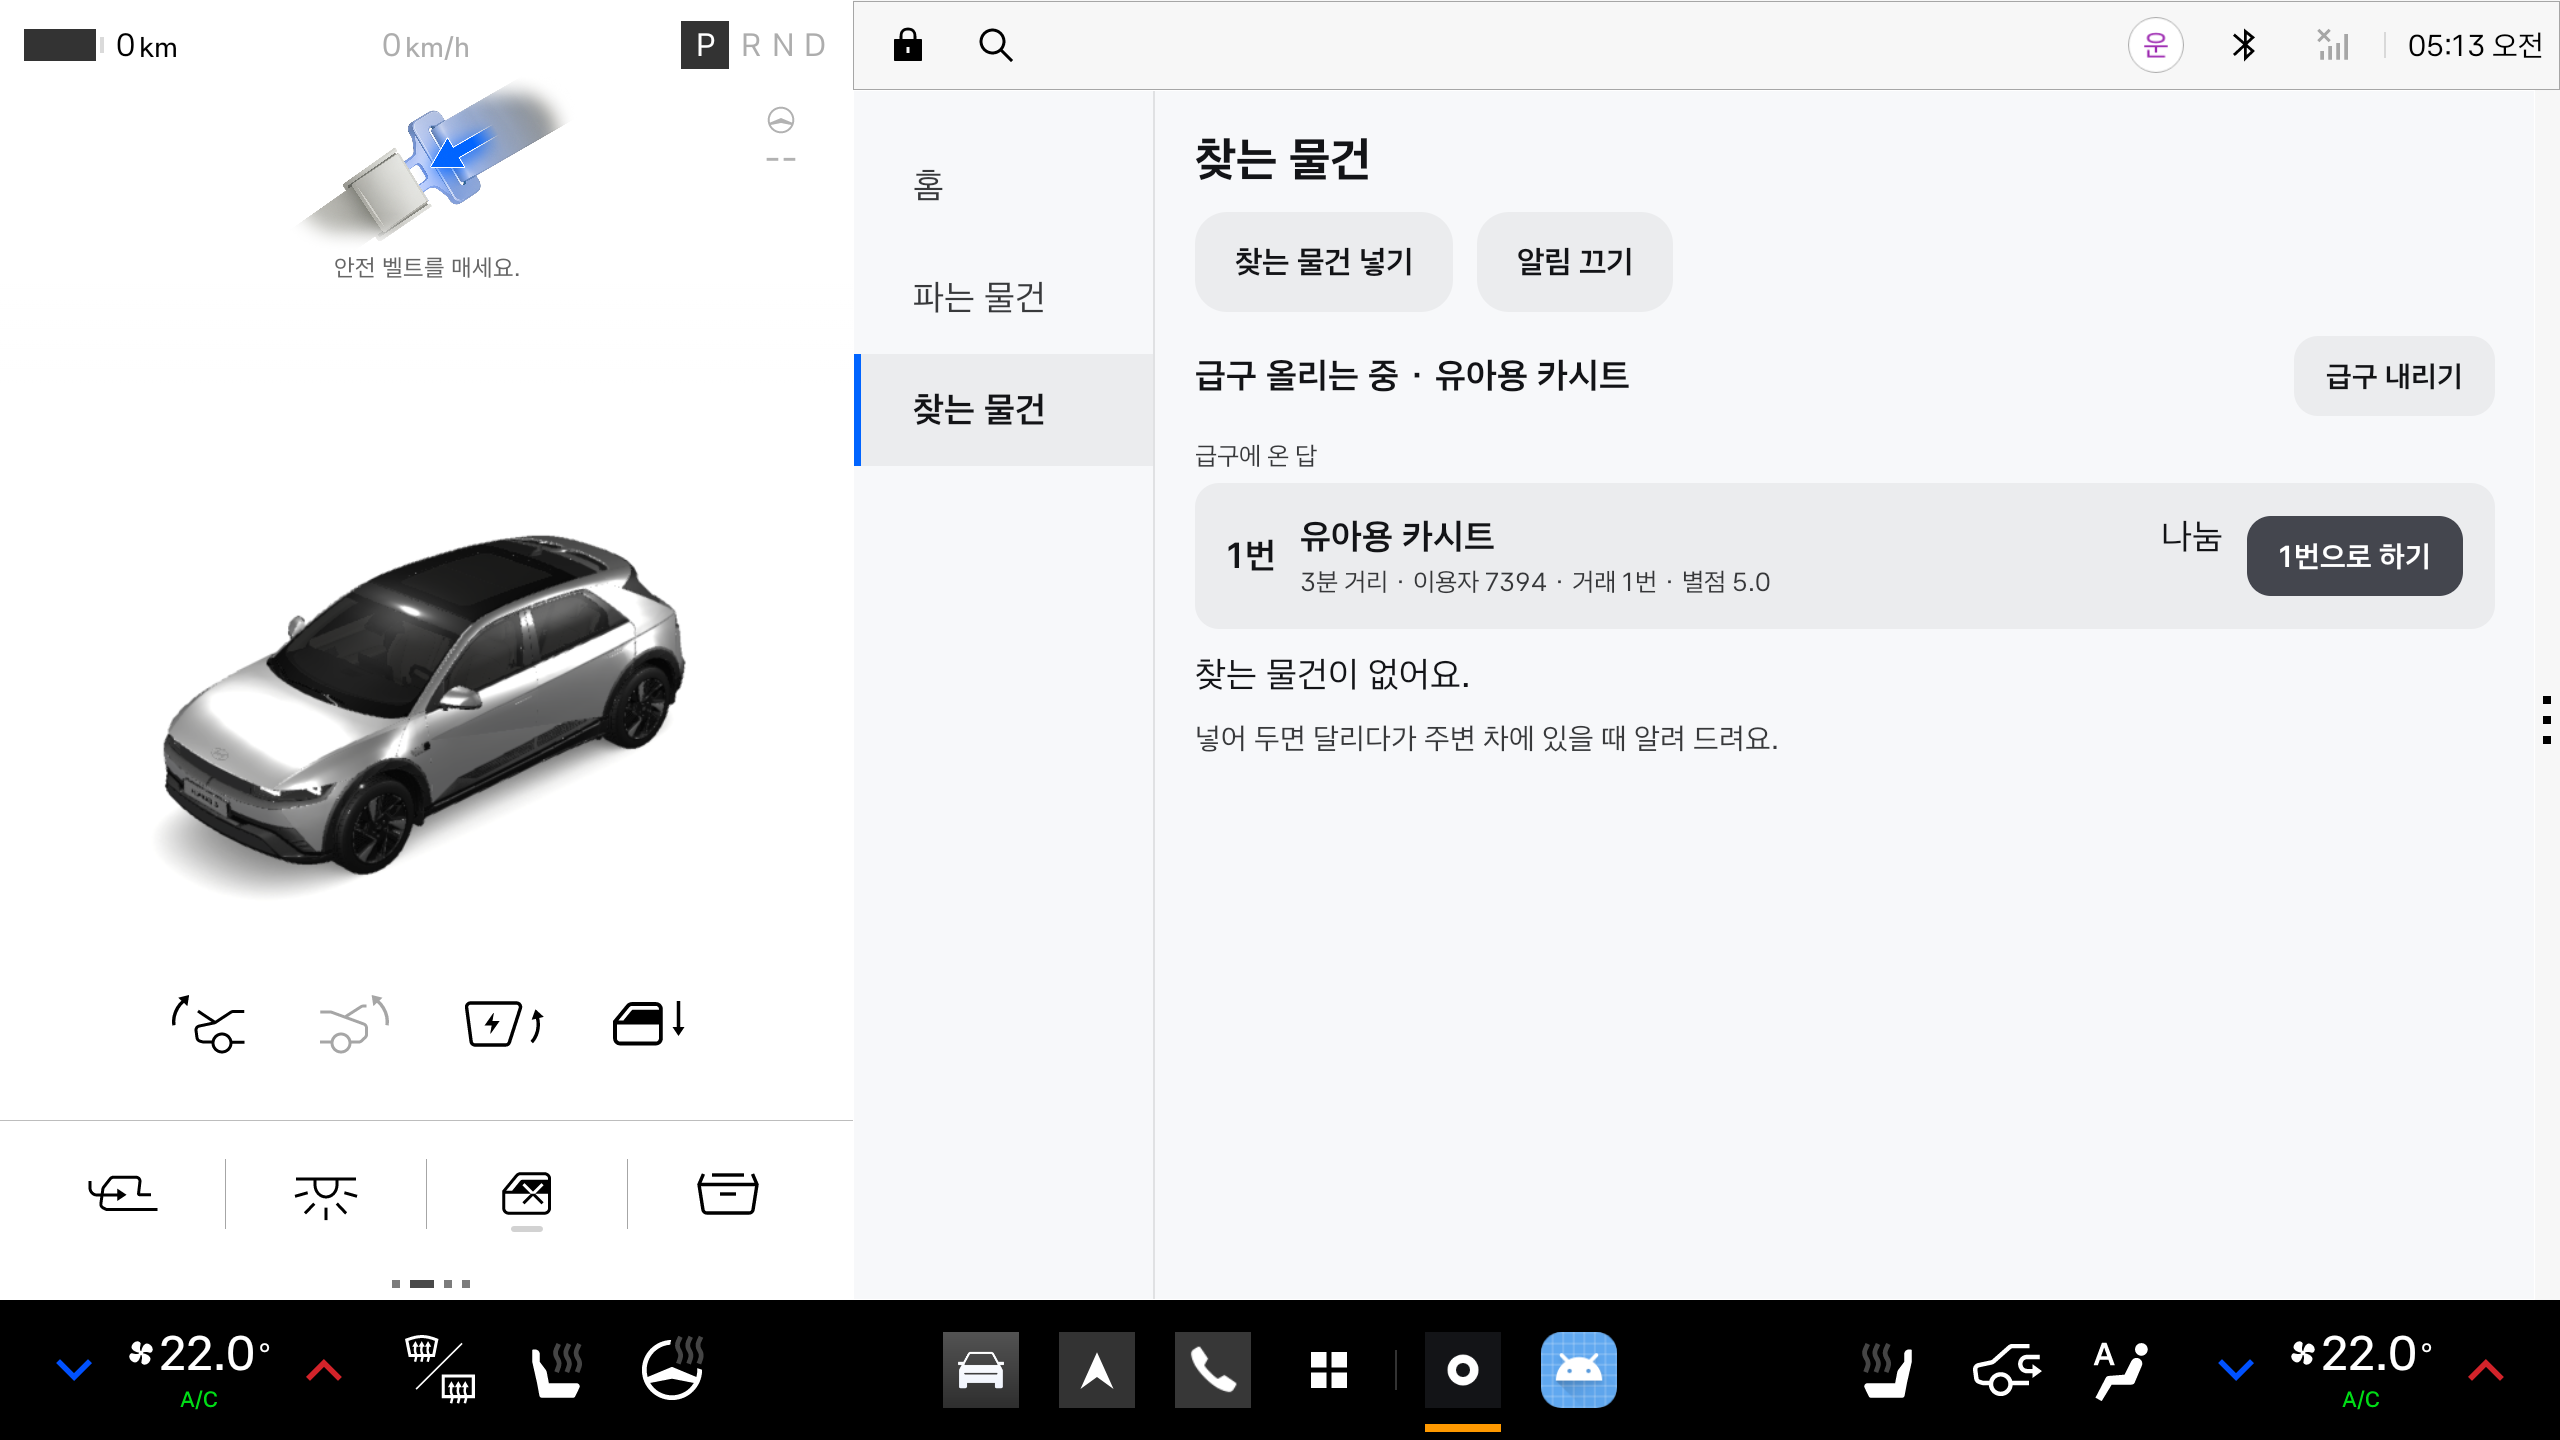 0 km
0 km/h
P R N D
안전 벨트를 매세요.
운
05:13 오전
홈
파는 물건
찾는 물건
찾는 물건
찾는 물건 넣기
알림 끄기
급구 올리는 중 · 유아용 카시트
급구 내리기
급구에 온 답
1번
유아용 카시트
3분 거리 · 이용자 7394 · 거래 1번 · 별점 5.0
나눔
1번으로 하기
찾는 물건이 없어요.
넣어 두면 달리다가 주변 차에 있을 때 알려 드려요.
22.0°
A/C
A
22.0°
A/C